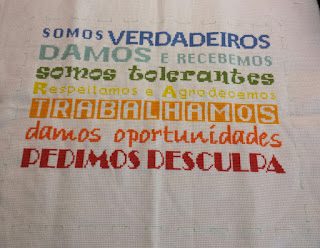 SOMOS VERDADEIROS
DAMOS E RECEBEMOS
somos tolerantes
Respeitamos e Agradecemos
TRABALHAMOS
damos oportunidades
PEDIMOS DESCULPA